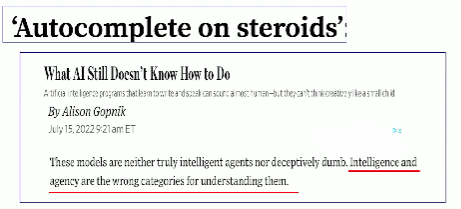 ‘Autocomplete on steroids’:
What AI Still Doesn't Know How to Do
Artificial intelligence programs that learn to write and speak can sound almost human—but they can't think creatively like a small child
By Alison Gopnik
July 15, 2022 9:21 am ET
These models are neither truly intelligent agents nor deceptively dumb. Intelligence and
agency are the wrong categories for understanding them.